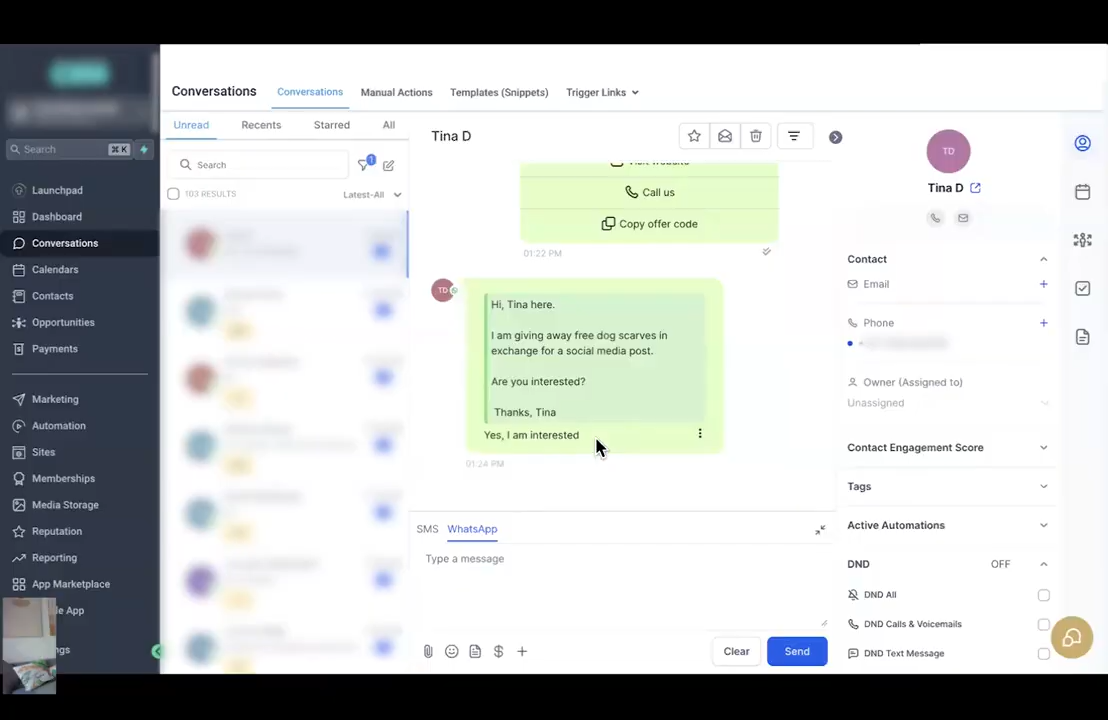 Search
⌘ K
Launchpad
Dashboard
Conversations
Calendars
Contacts
Opportunities
Payments
Marketing
Automation
Sites
Memberships
Media Storage
Reputation
Reporting
App Marketplace
App
Conversations
Conversations
Manual Actions
Templates (Snippets)
Trigger Links
Unread
Recents
Starred
All
Search
1
103 RESULTS
Latest-All
Tina D
Visit website
Call us
Copy offer code
01:22 PM
TD
Hi, Tina here.
I am giving away free dog scarves in
exchange for a social media post.
Are you interested?
Thanks, Tina
Yes, I am interested
01:24 PM
SMS
WhatsApp
Type a message
Clear
Send
TD
Tina D
Contact
Email
Phone
Owner (Assigned to)
Unassigned
Contact Engagement Score
Tags
Active Automations
DND
OFF
DND All
DND Calls & Voicemails
DND Text Message